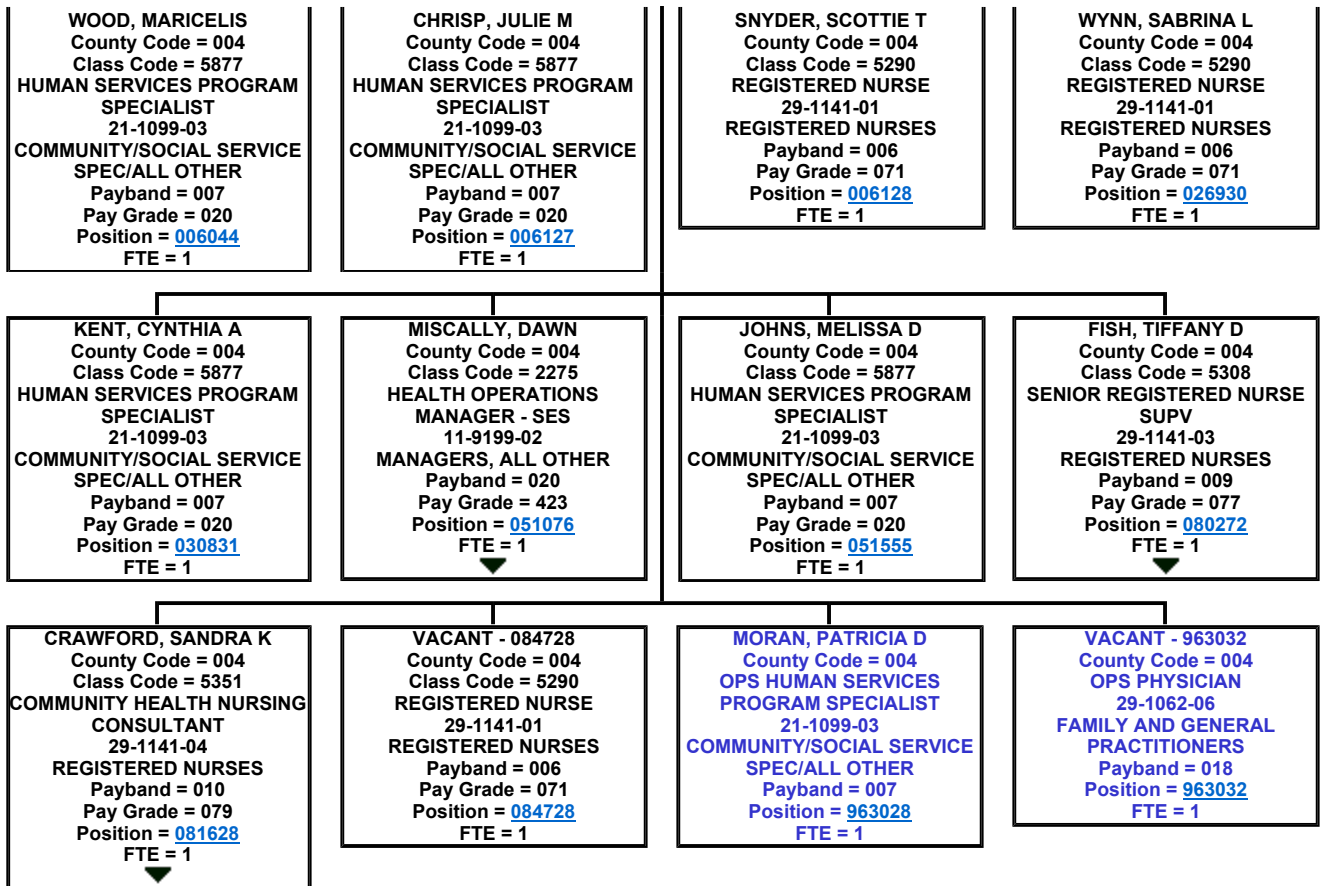 WOOD, MARICELIS
County Code = 004
Class Code = 5877
HUMAN SERVICES PROGRAM
SPECIALIST
21-1099-03
COMMUNITY/SOCIAL SERVICE
SPEC/ALL OTHER
Payband = 007
Pay Grade = 020
Position = 006044
FTE = 1
CHRISP, JULIE M
County Code = 004
Class Code = 5877
HUMAN SERVICES PROGRAM
SPECIALIST
21-1099-03
COMMUNITY/SOCIAL SERVICE
SPEC/ALL OTHER
Payband = 007
Pay Grade = 020
Position = 006127
FTE = 1
SNYDER, SCOTTIE T
County Code = 004
Class Code = 5290
REGISTERED NURSE
29-1141-01
REGISTERED NURSES
Payband = 006
Pay Grade = 071
Position = 006128
FTE = 1
WYNN, SABRINA L
County Code = 004
Class Code = 5290
REGISTERED NURSE
29-1141-01
REGISTERED NURSES
Payband = 006
Pay Grade = 071
Position = 026930
FTE = 1
KENT, CYNTHIA A
County Code = 004
Class Code = 5877
HUMAN SERVICES PROGRAM
SPECIALIST
21-1099-03
COMMUNITY/SOCIAL SERVICE
SPEC/ALL OTHER
Payband = 007
Pay Grade = 020
Position = 030831
FTE = 1
MISCALLY, DAWN
County Code = 004
Class Code = 2275
HEALTH OPERATIONS
MANAGER - SES
11-9199-02
MANAGERS, ALL OTHER
Payband = 020
Pay Grade = 423
Position = 051076
FTE = 1
JOHNS, MELISSA D
County Code = 004
Class Code = 5877
HUMAN SERVICES PROGRAM
SPECIALIST
21-1099-03
COMMUNITY/SOCIAL SERVICE
SPEC/ALL OTHER
Payband = 007
Pay Grade = 020
Position = 051555
FTE = 1
FISH, TIFFANY D
County Code = 004
Class Code = 5308
SENIOR REGISTERED NURSE
SUPV
29-1141-03
REGISTERED NURSES
Payband = 009
Pay Grade = 077
Position = 080272
FTE = 1
CRAWFORD, SANDRA K
County Code = 004
Class Code = 5351
COMMUNITY HEALTH NURSING
CONSULTANT
29-1141-04
REGISTERED NURSES
Payband = 010
Pay Grade = 079
Position = 081628
FTE = 1
VACANT - 084728
County Code = 004
Class Code = 5290
REGISTERED NURSE
29-1141-01
REGISTERED NURSES
Payband = 006
Pay Grade = 071
Position = 084728
FTE = 1
MORAN, PATRICIA D
County Code = 004
OPS HUMAN SERVICES
PROGRAM SPECIALIST
21-1099-03
COMMUNITY/SOCIAL SERVICE
SPEC/ALL OTHER
Payband = 007
Position = 963028
FTE = 1
VACANT - 963032
County Code = 004
OPS PHYSICIAN
29-1062-06
FAMILY AND GENERAL
PRACTITIONERS
Payband = 018
Position = 963032
FTE = 1